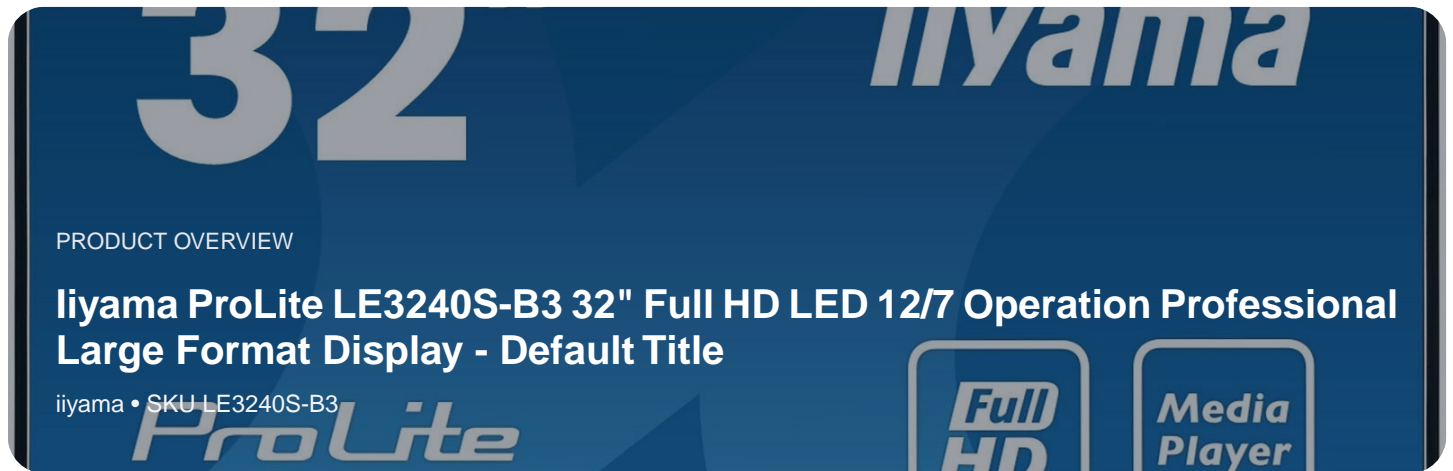 32"
iiyama
PRODUCT OVERVIEW
Iiyama ProLite LE3240S-B3 32" Full HD LED 12/7 Operation Professional
Large Format Display - Default Title
iiyama • SKU LE3240S-B3
ProLite
Full
HD
Media
Player